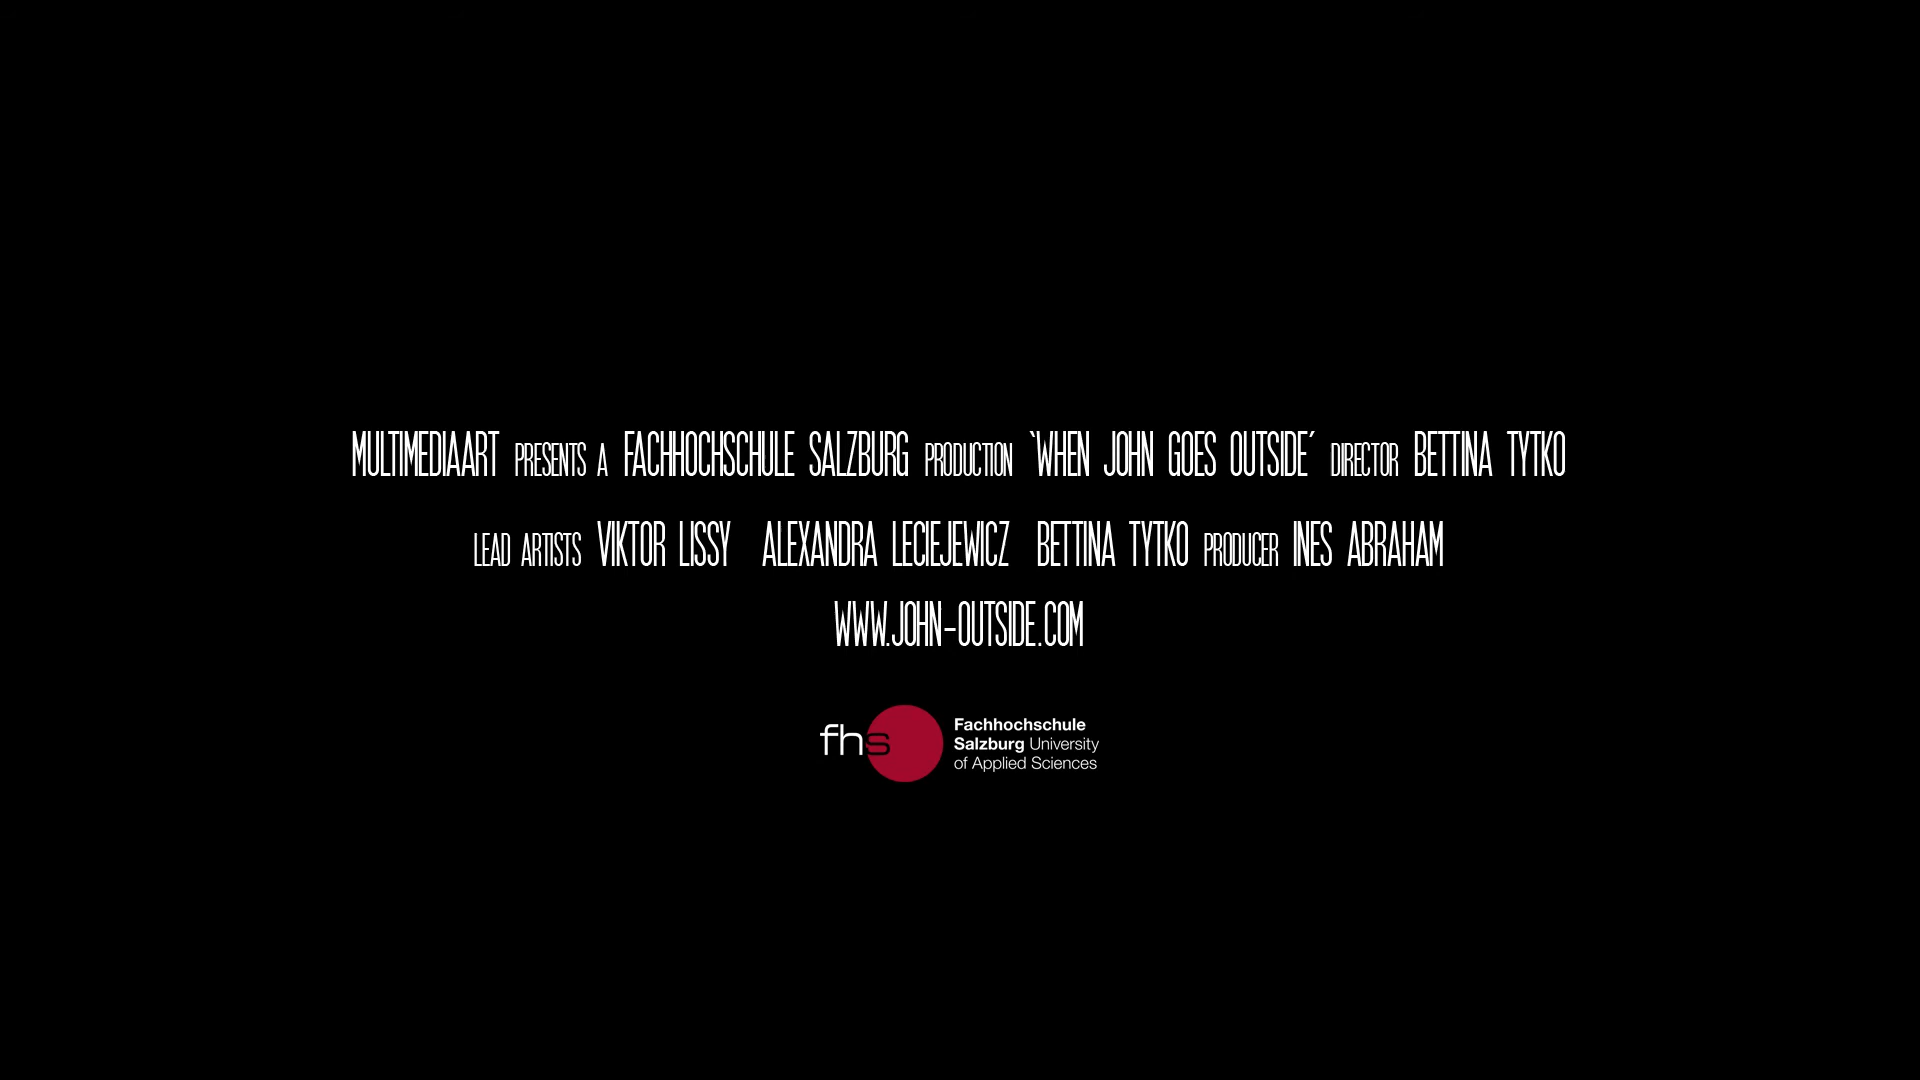 MULTIMEDIAART PRESENTS A FACHHOCHSCHULE SALZBURG PRODUCTION `WHEN JOHN GOES OUTSIDE´ DIRECTOR BETTINA TYTKO
LEAD ARTISTS VIKTOR LISSY ALEXANDRA LECIEJEWICZ BETTINA TYTKO PRODUCER INES ABRAHAM
WWW.JOHN-OUTSIDE.COM
fhs
Fachhochschule
Salzburg University
of Applied Sciences